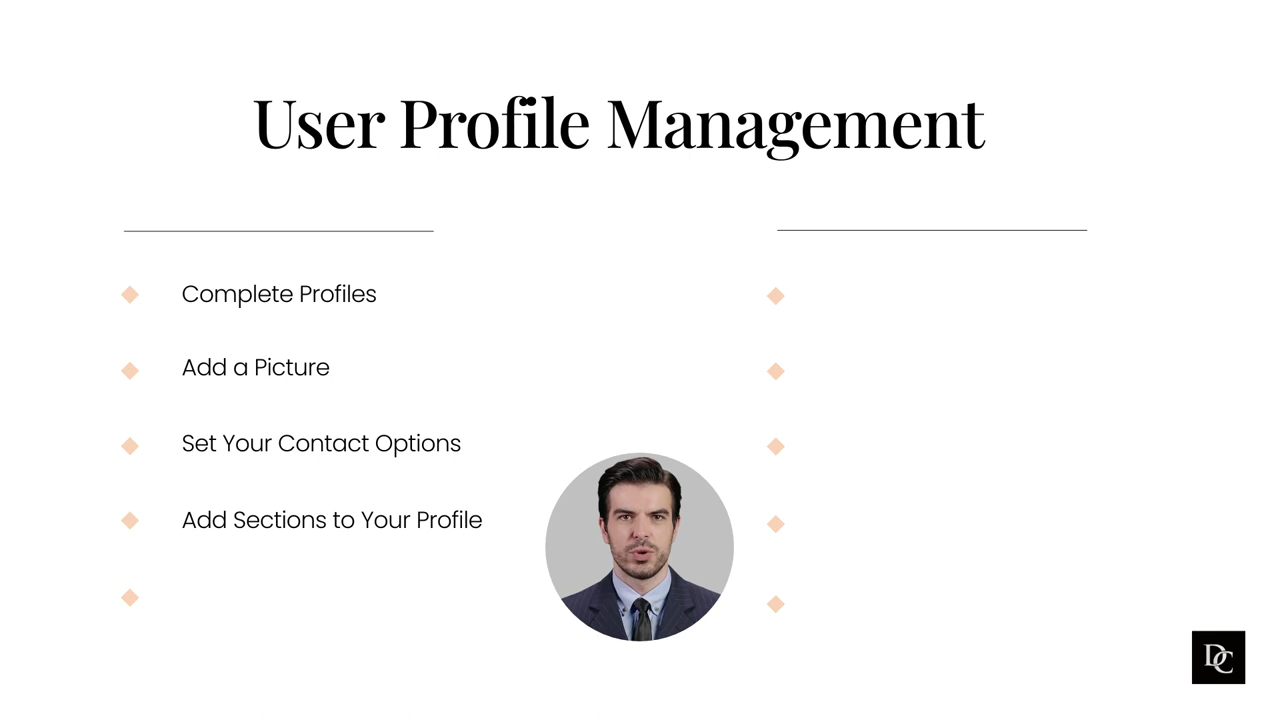 User Profile Management
Complete Profiles
Add a Picture
Set Your Contact Options
Add Sections to Your Profile
DC